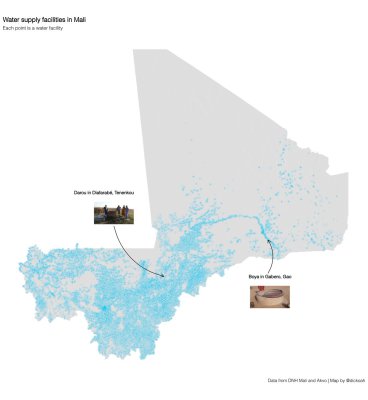 Water supply facilities in Mali
Each point is a water facility
Darou in Diafarabé, Tenenkou
Boya in Gabero, Gao
Data from DNH Mali and Akvo | Map by